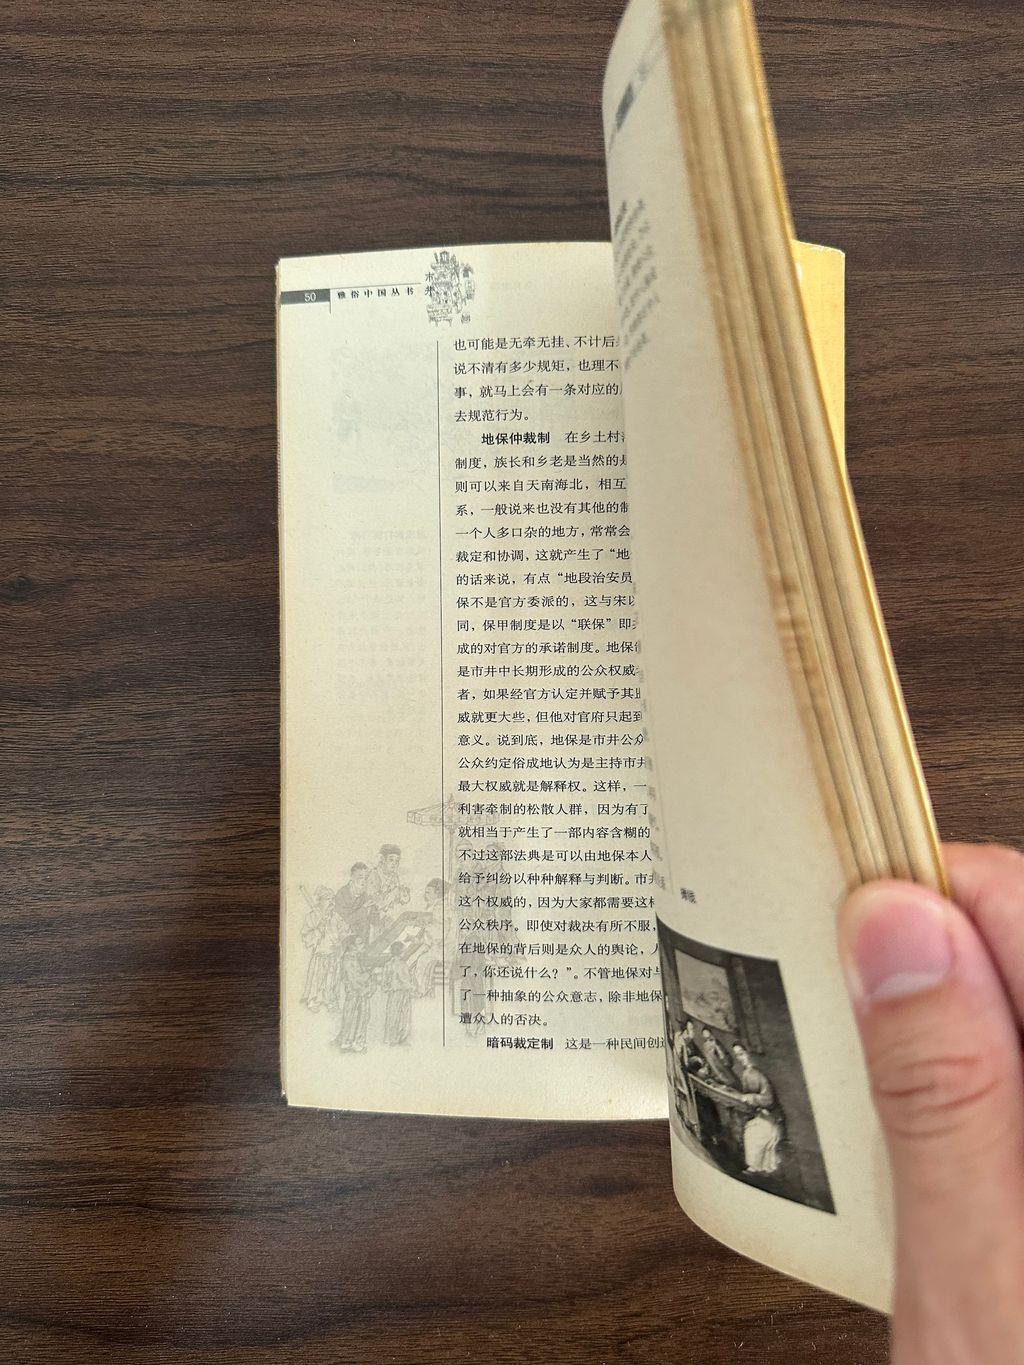 50
雅俗中国丛书
市井
也可能是无牵无挂、不计后
说不清有多少规矩，也理不
事，就马上会有一条对应的
去规范行为。
地保仲裁制 在乡土村
制度，族长和乡老是当然的
则可以来自天南海北，相互
系，一般说来也没有其他的制
一个人多口杂的地方，常常会
裁定和协调，这就产生了“地
的话来说，有点“地段治安员
保不是官方委派的，这与宋以
同，保甲制度是以“联保”即
成的对官方的承诺制度。地保
是市井中长期形成的公众权威
者，如果经官方认定并赋予其
威就更大些，但他对官府只起到
意义。说到底，地保是市井公众
公众约定俗成地认为是主持市井
最大权威就是解释权。这样，一
利害牵制的松散人群，因为有了
就相当于产生了一部内容含糊的
不过这部法典是可以由地保本人
给予纠纷以种种解释与判断。市井
这个权威的，因为大家都需要这样
公众秩序。即使对裁决有所不服，
在地保的背后则是众人的舆论，人
了，你还说什么？”。不管地保对与
了一种抽象的公众意志，除非地保
遭众人的否决。
暗码裁定制 这是一种民间创造